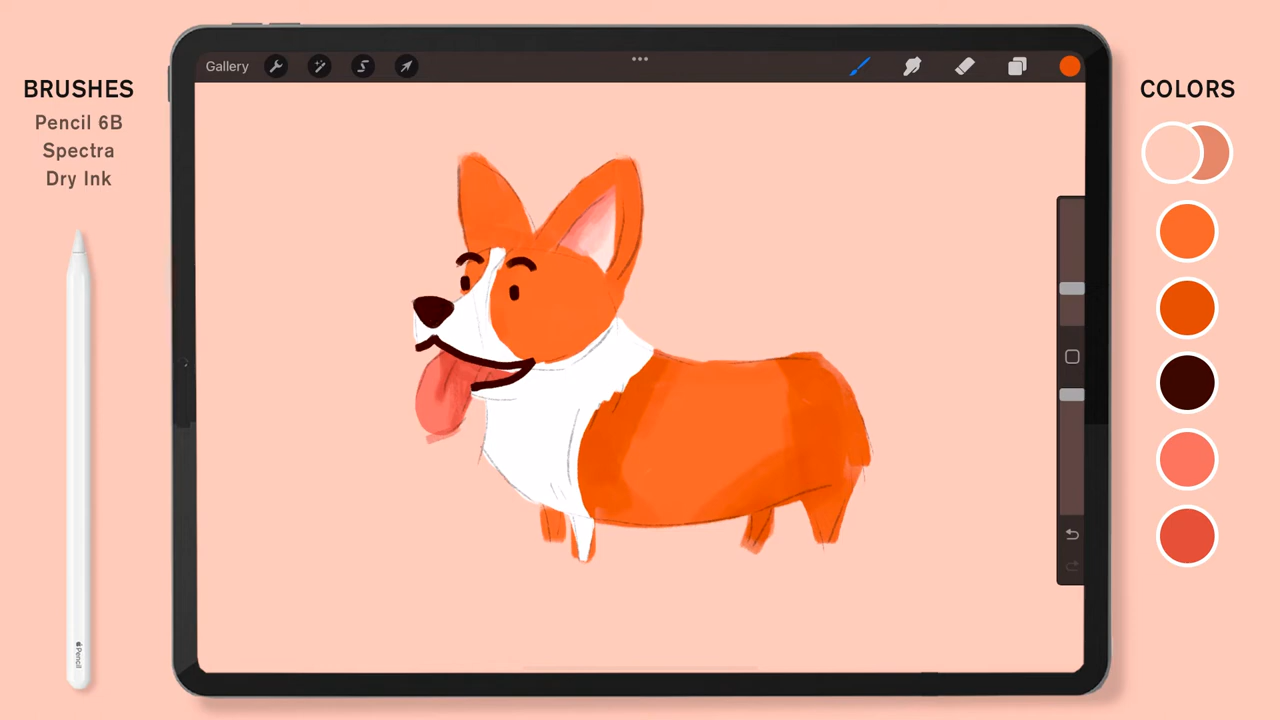 BRUSHES
Pencil 6B
Spectra
Dry Ink
Gallery
COLORS
Pencil